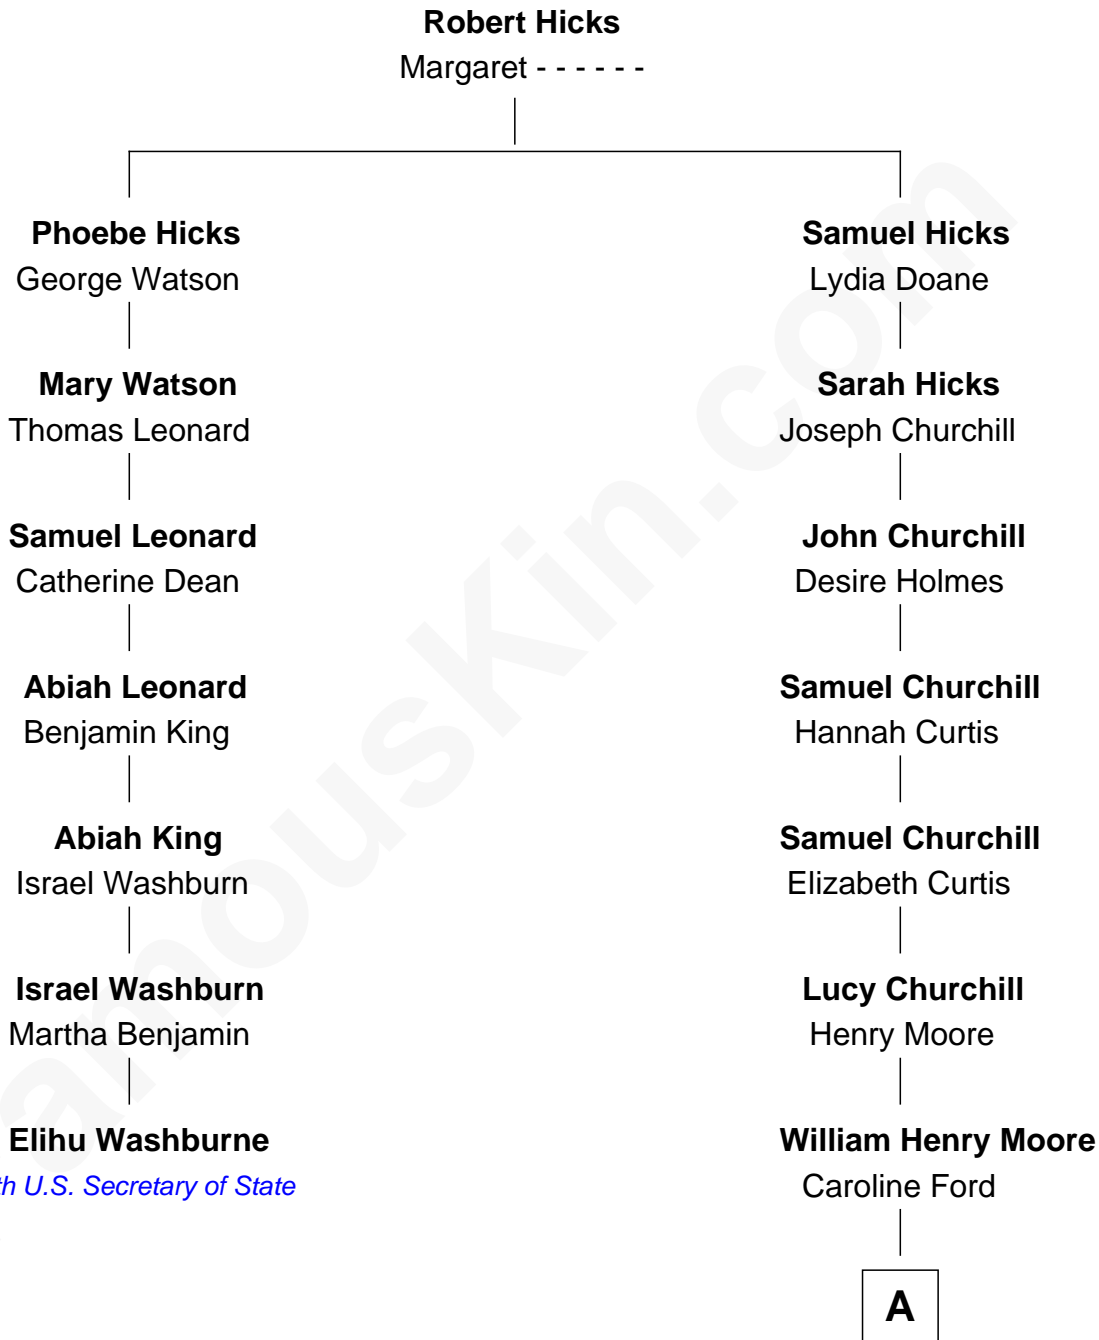 Robert Hicks
Margaret - - - - - -
Phoebe Hicks
George Watson
Samuel Hicks
Lydia Doane
Mary Watson
Thomas Leonard
Sarah Hicks
Joseph Churchill
Samuel Leonard
Catherine Dean
John Churchill
Desire Holmes
Abiah Leonard
Benjamin King
Samuel Churchill
Hannah Curtis
Abiah King
Israel Washburn
Samuel Churchill
Elizabeth Curtis
Israel Washburn
Martha Benjamin
Lucy Churchill
Henry Moore
Elihu Washburne
th U.S. Secretary of State
William Henry Moore
Caroline Ford
A
amouskin.com